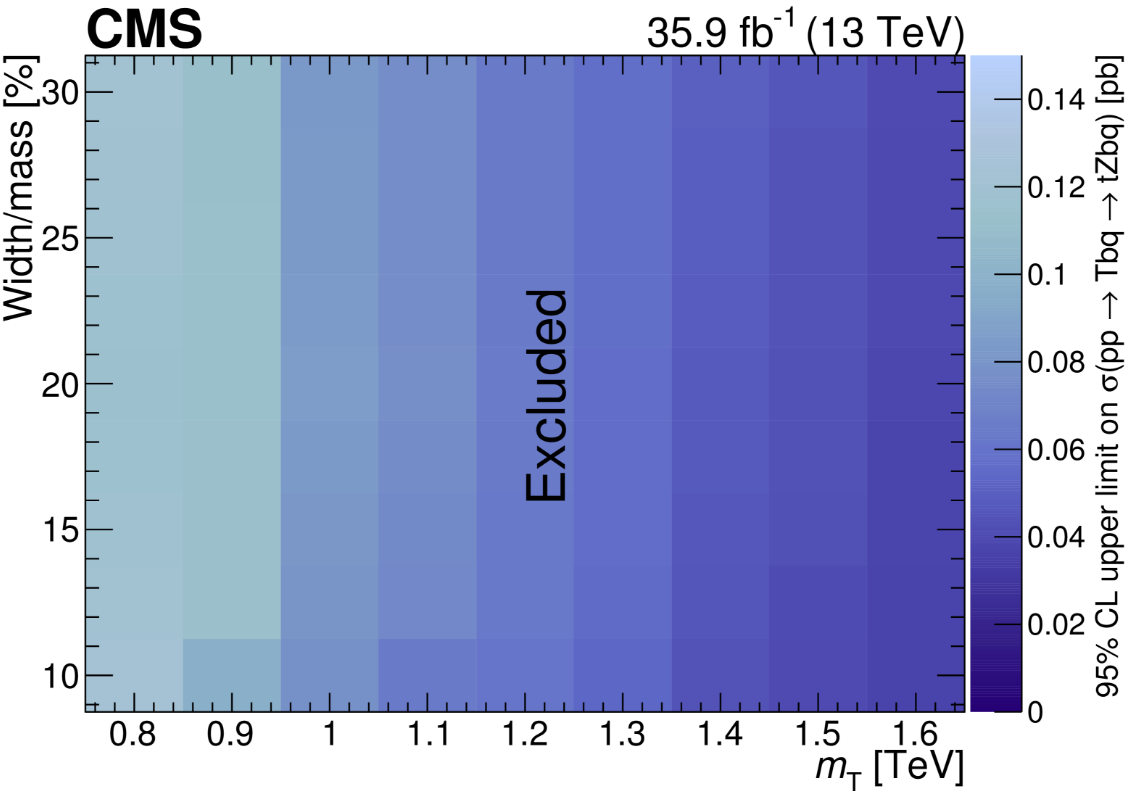 CMS
35.9 fb⁻¹ (13 TeV)
Width/mass [%]
30
25
20
15
10
Excluded
0.8 0.9 1 1.1 1.2 1.3 1.4 1.5 1.6
m_T [TeV]
0.14
0.12
0.1
0.08
0.06
0.04
0.02
0
95% CL upper limit on σ(pp → Tbq → tZbq) [pb]